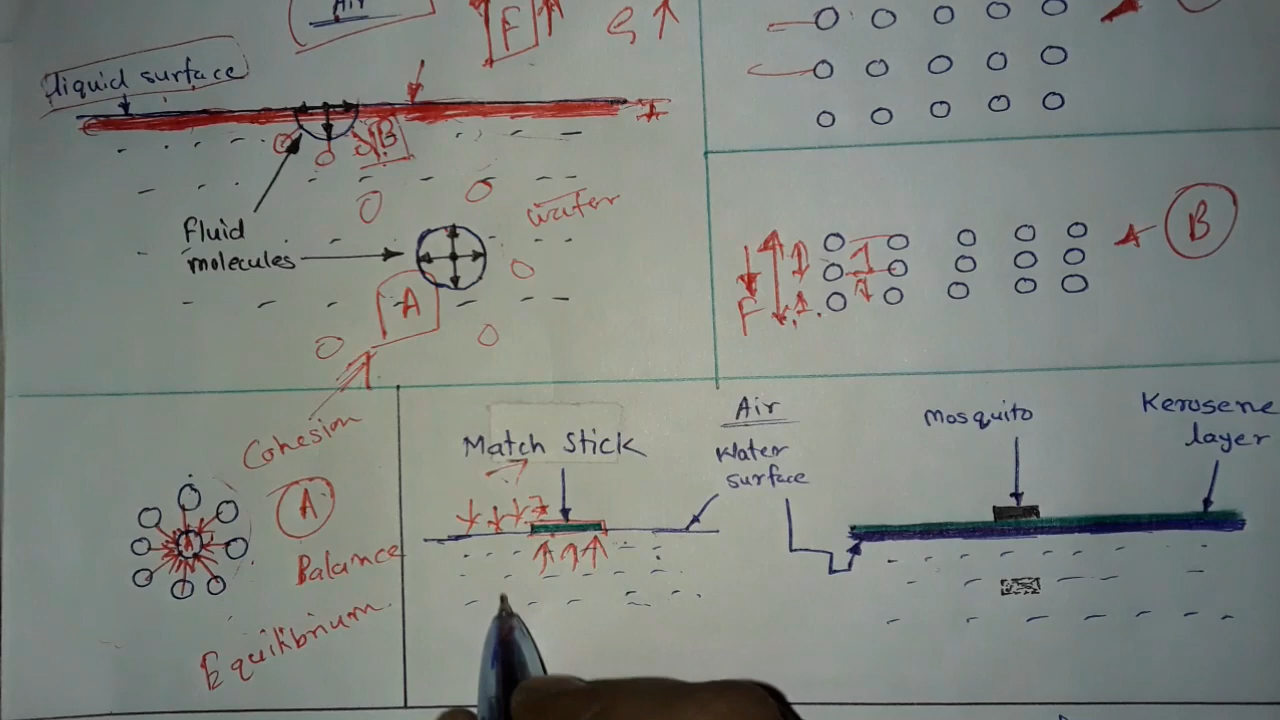 Air
F
liquid surface
B
water
fluid
molecules
A
B
F
Cohesion
A
Balance
Equilibrium
A
Match Stick
Air
Water
surface
Mosquito
Kerosene
layer